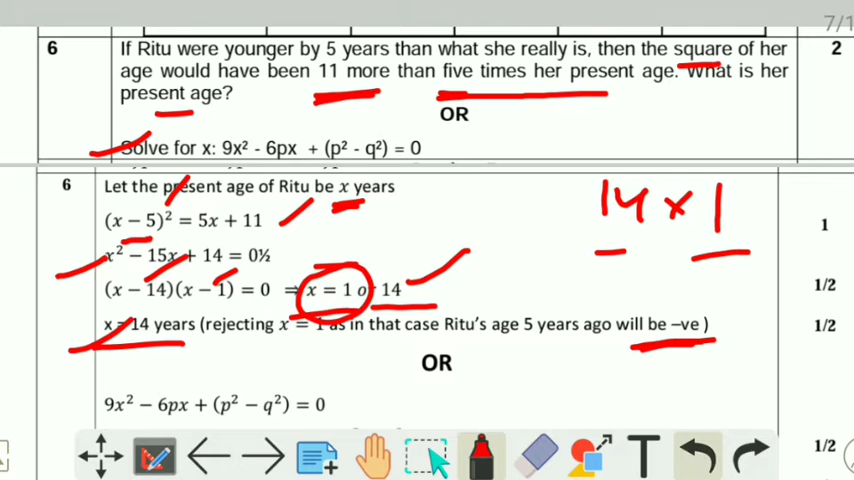 7/1
6 If Ritu were younger by 5 years than what she really is, then the square of her 2
age would have been 11 more than five times her present age. What is her
present age?
OR
Solve for x: 9x² - 6px + (p² - q²) = 0
6 Let the present age of Ritu be x years
14 x 1
(x − 5)² = 5x + 11 1
x² − 15x + 14 = 0½
(x − 14)(x − 1) = 0 ⇒ x = 1 or 14 1/2
x = 14 years (rejecting x = 1 as in that case Ritu's age 5 years ago will be –ve ) 1/2
OR
9x² − 6px + (p² − q²) = 0
1/2
T